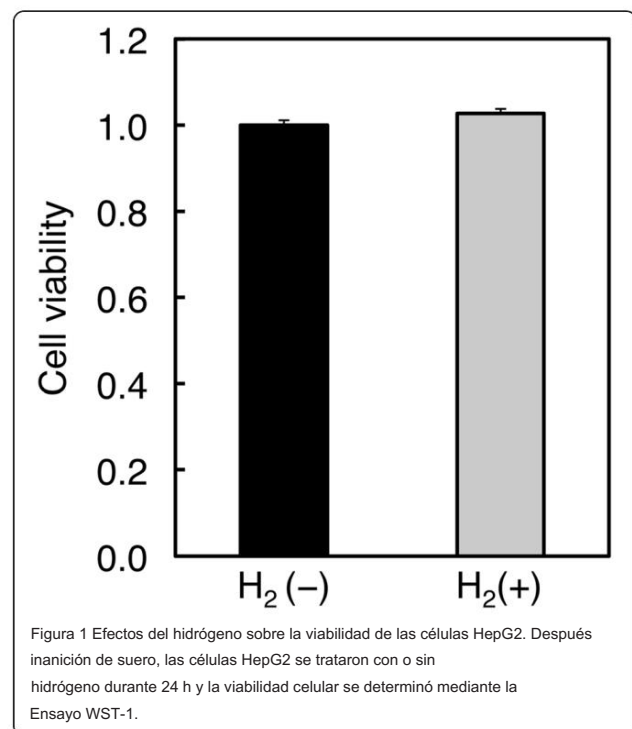 1.2
1.0
0.8
0.6
0.4
0.2
0.0
Cell viability
H₂ (–)
H₂(+)
Figura 1 Efectos del hidrógeno sobre la viabilidad de las células HepG2. Después
inanición de suero, las células HepG2 se trataron con o sin
hidrógeno durante 24 h y la viabilidad celular se determinó mediante la
Ensayo WST-1.